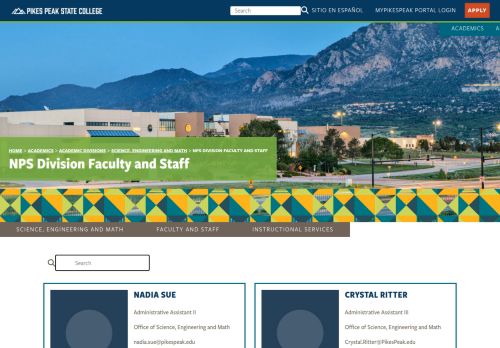 PIKES PEAK STATE COLLEGE
Search
SITIO EN ESPAÑOL
MYPIKESPEAK PORTAL LOGIN
APPLY
ACADEMICS
HOME > ACADEMICS > ACADEMIC DIVISIONS > SCIENCE, ENGINEERING AND MATH > NPS DIVISION FACULTY AND STAFF
NPS Division Faculty and Staff
SCIENCE, ENGINEERING AND MATH
FACULTY AND STAFF
INSTRUCTIONAL SERVICES
Search
NADIA SUE
Administrative Assistant II
Office of Science, Engineering and Math
nadia.sue@pikespeak.edu
CRYSTAL RITTER
Administrative Assistant III
Office of Science, Engineering and Math
Crystal.Ritter@PikesPeak.edu